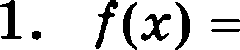 1. f(x) =